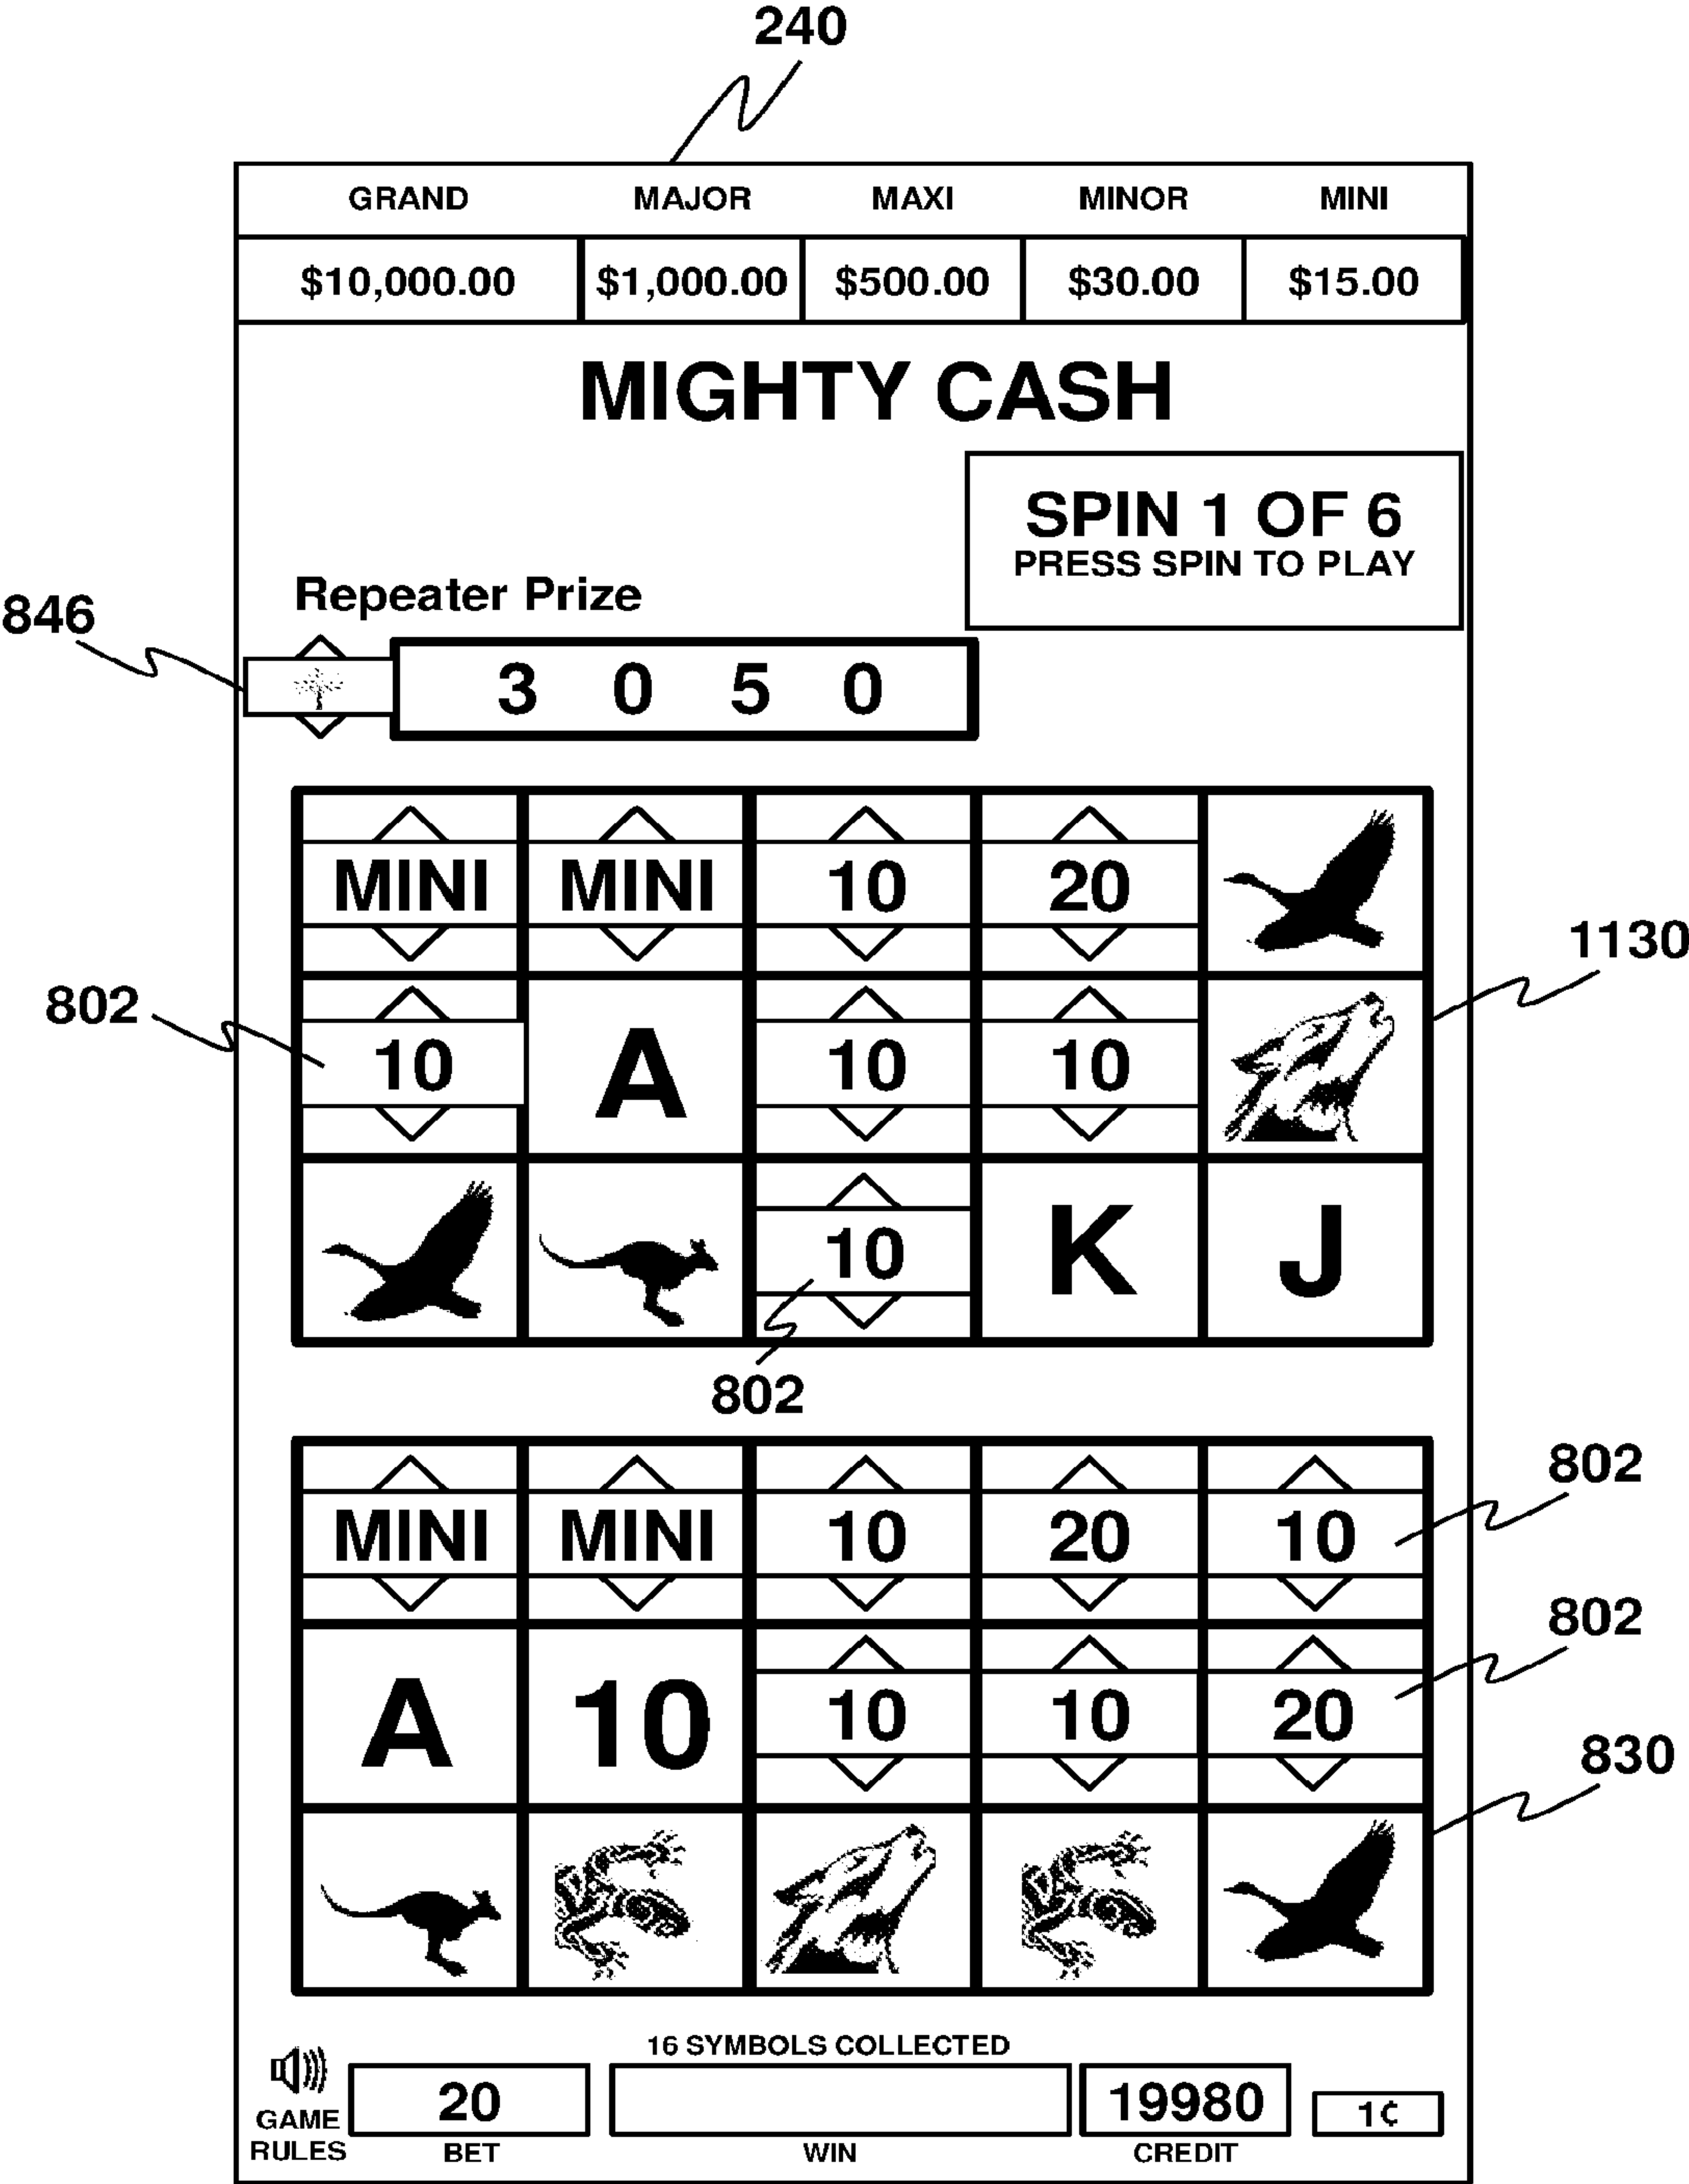 240
GRAND MAJOR MAXI MINOR MINI
$10,000.00 $1,000.00 $500.00 $30.00 $15.00
MIGHTY CASH
SPIN 1 OF 6
PRESS SPIN TO PLAY
Repeater Prize
846
3 0 5 0
MINI MINI 10 20
1130
802
10 A 10 10
10 K J
802
MINI MINI 10 20 10
802
A 10 10 10 20
802
830
16 SYMBOLS COLLECTED
20 19980 1¢
GAME
RULES BET WIN CREDIT